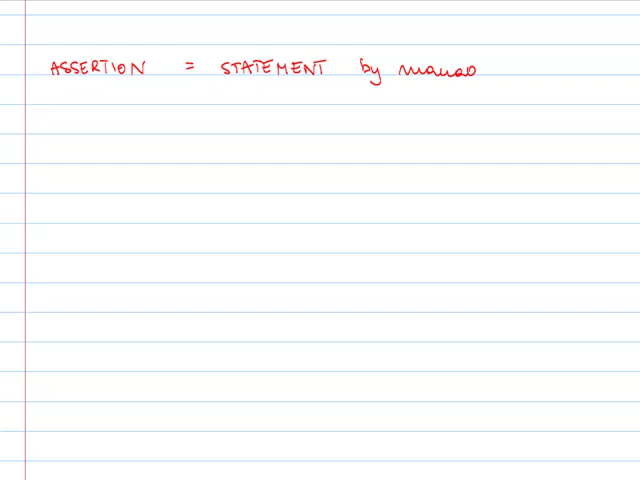 ASSERTION = STATEMENT by